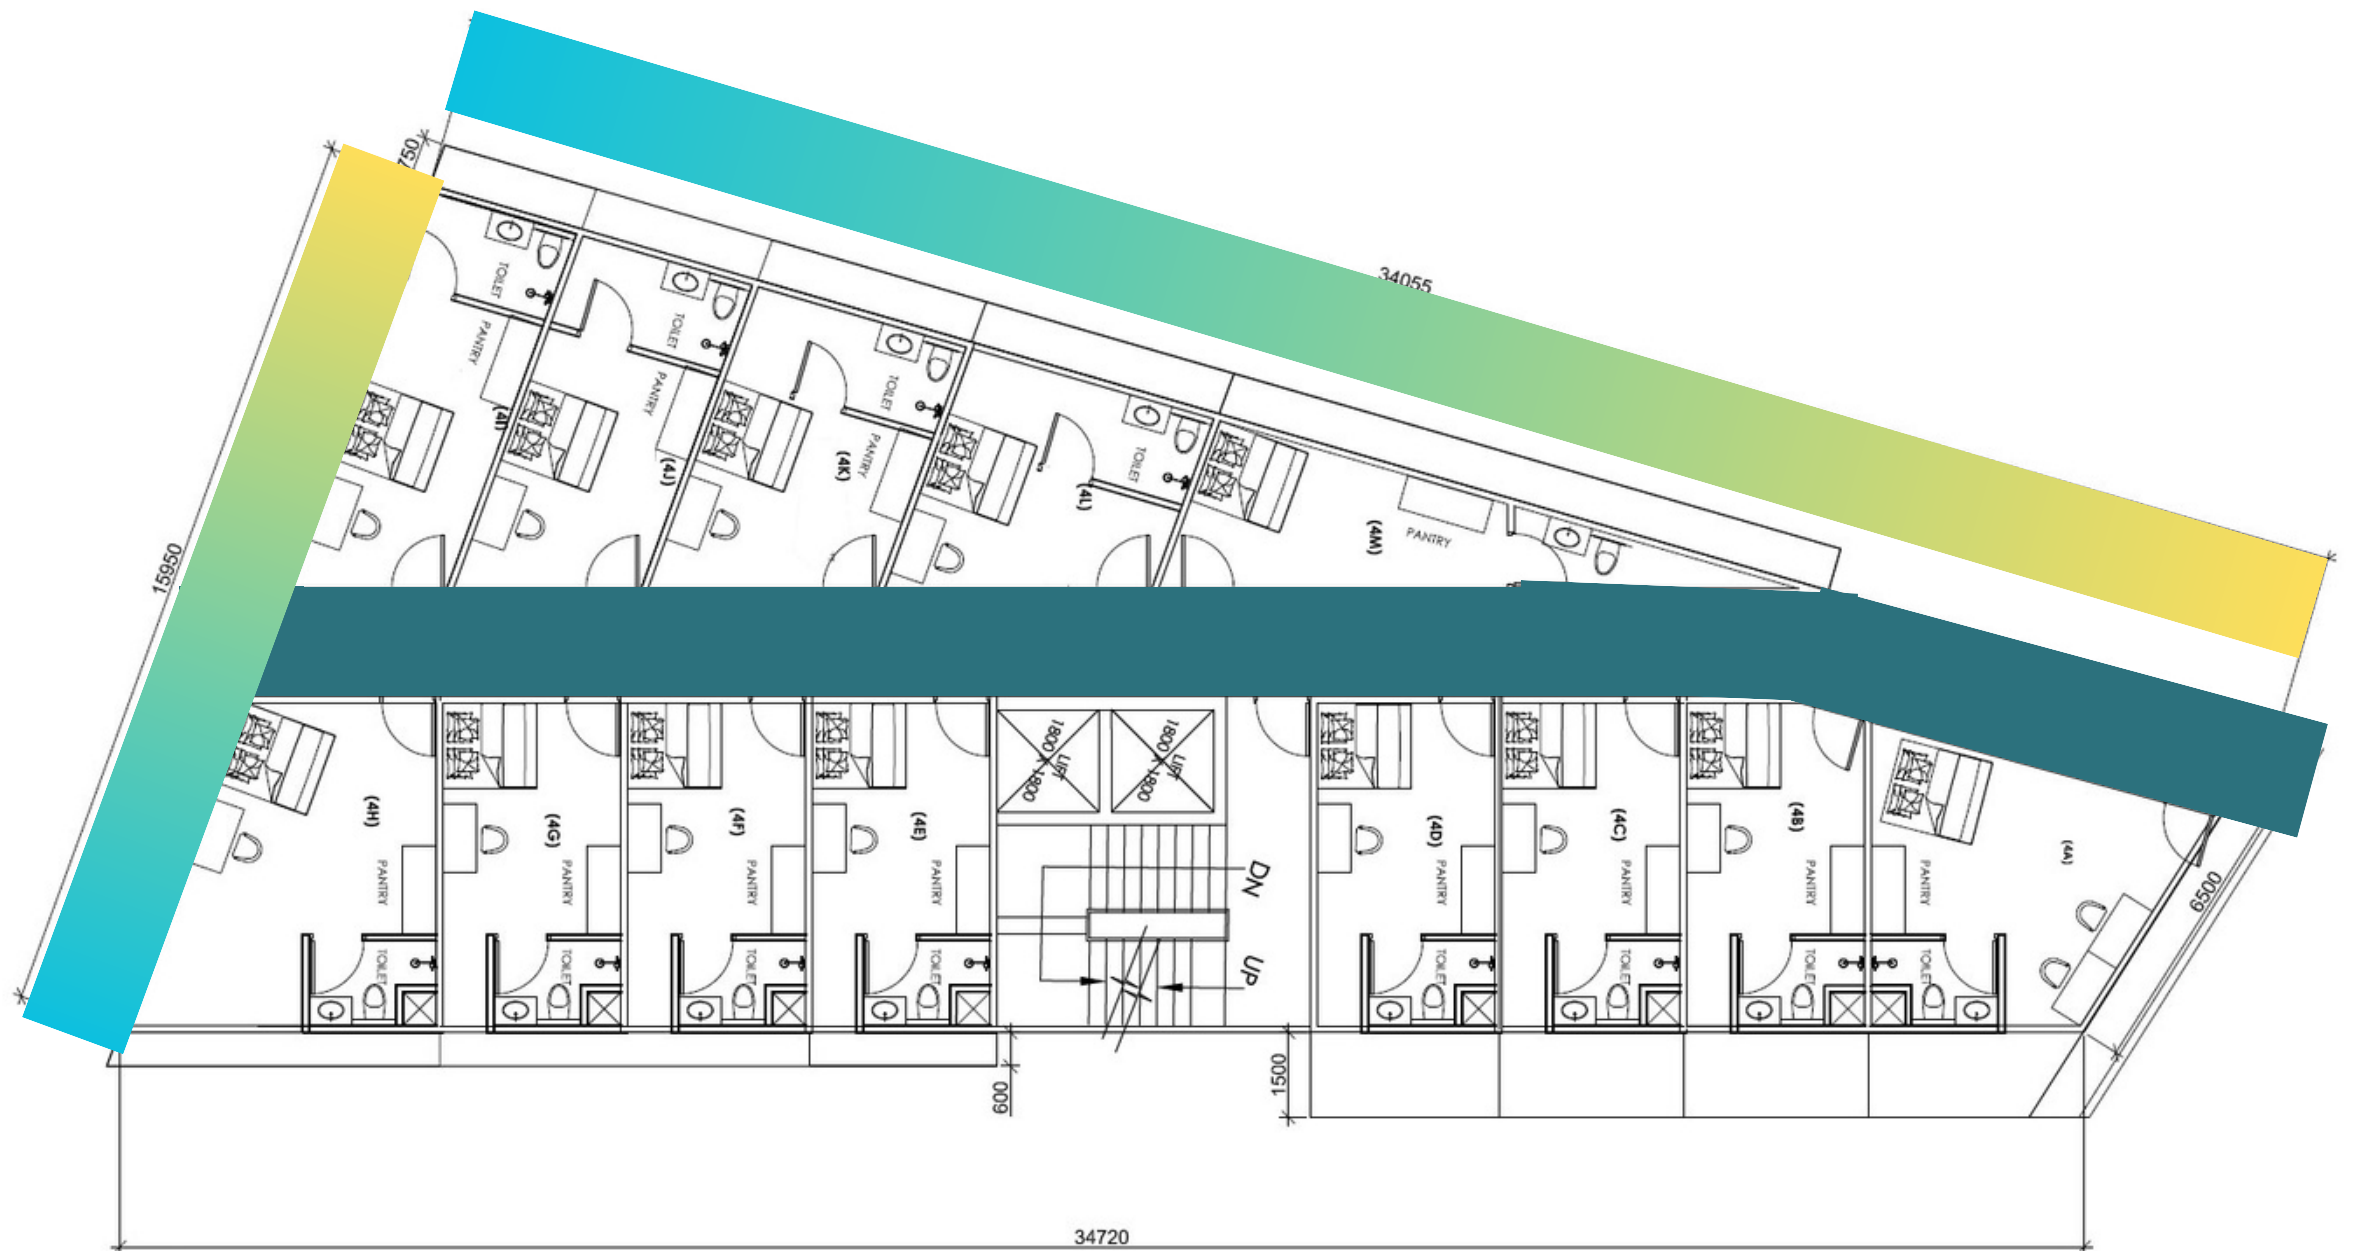 750
34055
15950
TOILET
PANTRY
TOILET
PANTRY
(4J)
TOILET
PANTRY
(4K)
TOILET
(4L)
PANTRY
(4M)
(4H)
PANTRY
TOILET
(4G)
PANTRY
TOILET
(4F)
PANTRY
TOILET
(4E)
PANTRY
TOILET
LIFT
1800 X 1800
LIFT
1800 X 1800
DN
UP
(4D)
PANTRY
TOILET
(4C)
PANTRY
TOILET
(4B)
PANTRY
TOILET
PANTRY
TOILET
(4A)
6500
600
1500
34720